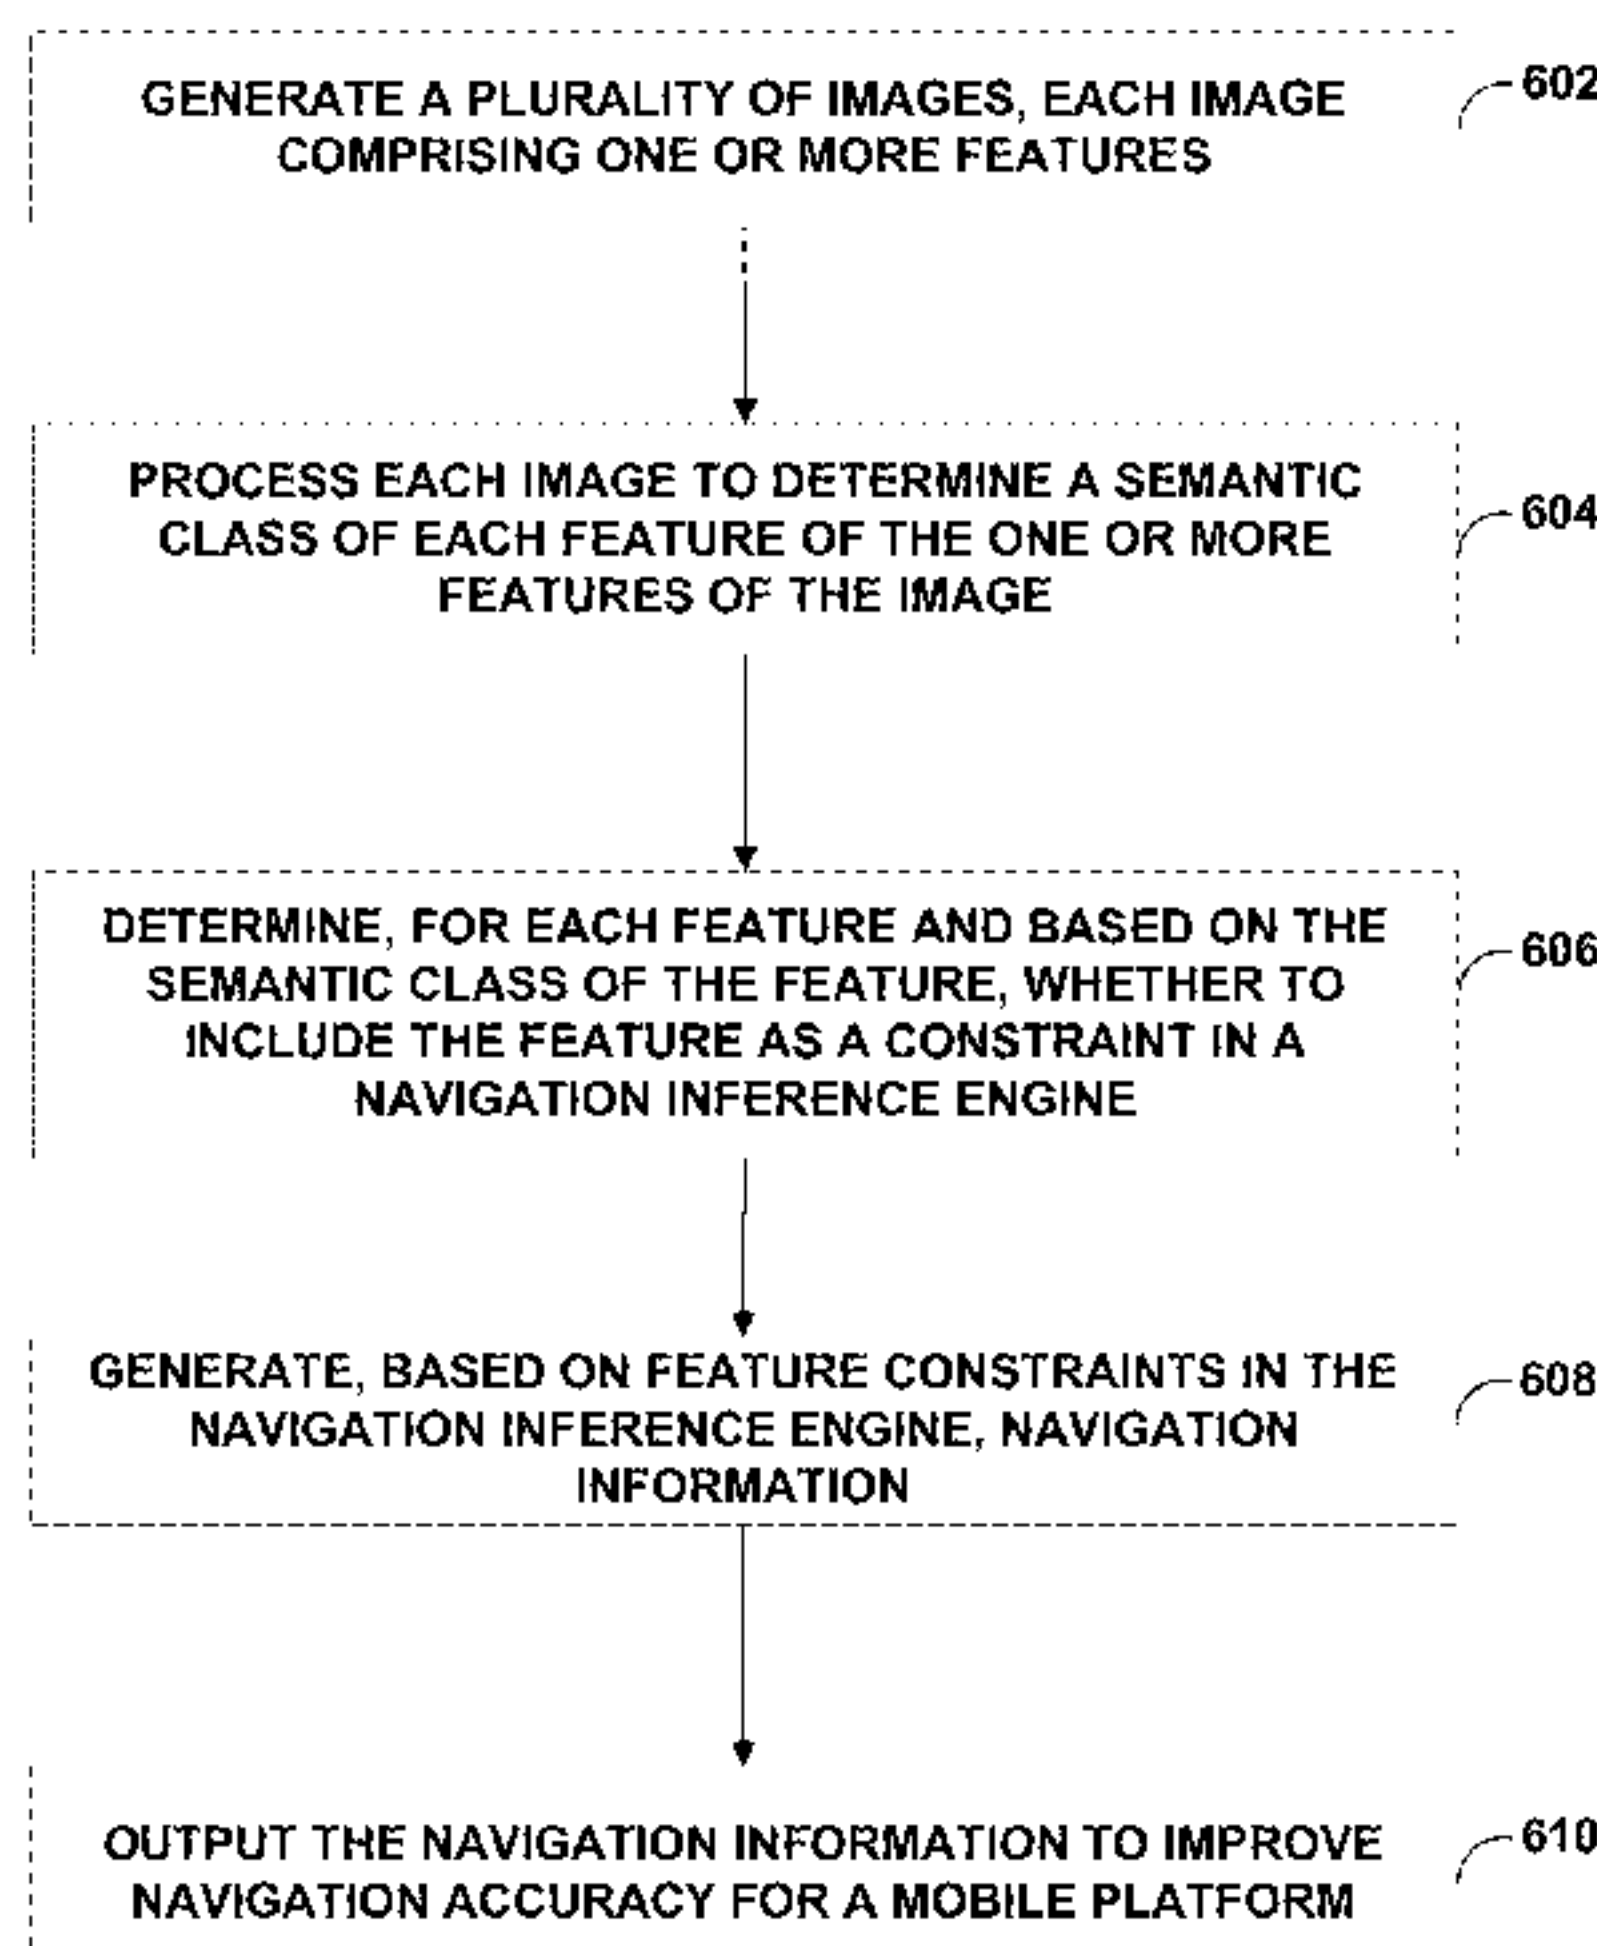 GENERATE A PLURALITY OF IMAGES, EACH IMAGE
COMPRISING ONE OR MORE FEATURES
602
PROCESS EACH IMAGE TO DETERMINE A SEMANTIC
CLASS OF EACH FEATURE OF THE ONE OR MORE
FEATURES OF THE IMAGE
604
DETERMINE, FOR EACH FEATURE AND BASED ON THE
SEMANTIC CLASS OF THE FEATURE, WHETHER TO
INCLUDE THE FEATURE AS A CONSTRAINT IN A
NAVIGATION INFERENCE ENGINE
606
GENERATE, BASED ON FEATURE CONSTRAINTS IN THE
NAVIGATION INFERENCE ENGINE, NAVIGATION
INFORMATION
608
OUTPUT THE NAVIGATION INFORMATION TO IMPROVE
NAVIGATION ACCURACY FOR A MOBILE PLATFORM
610